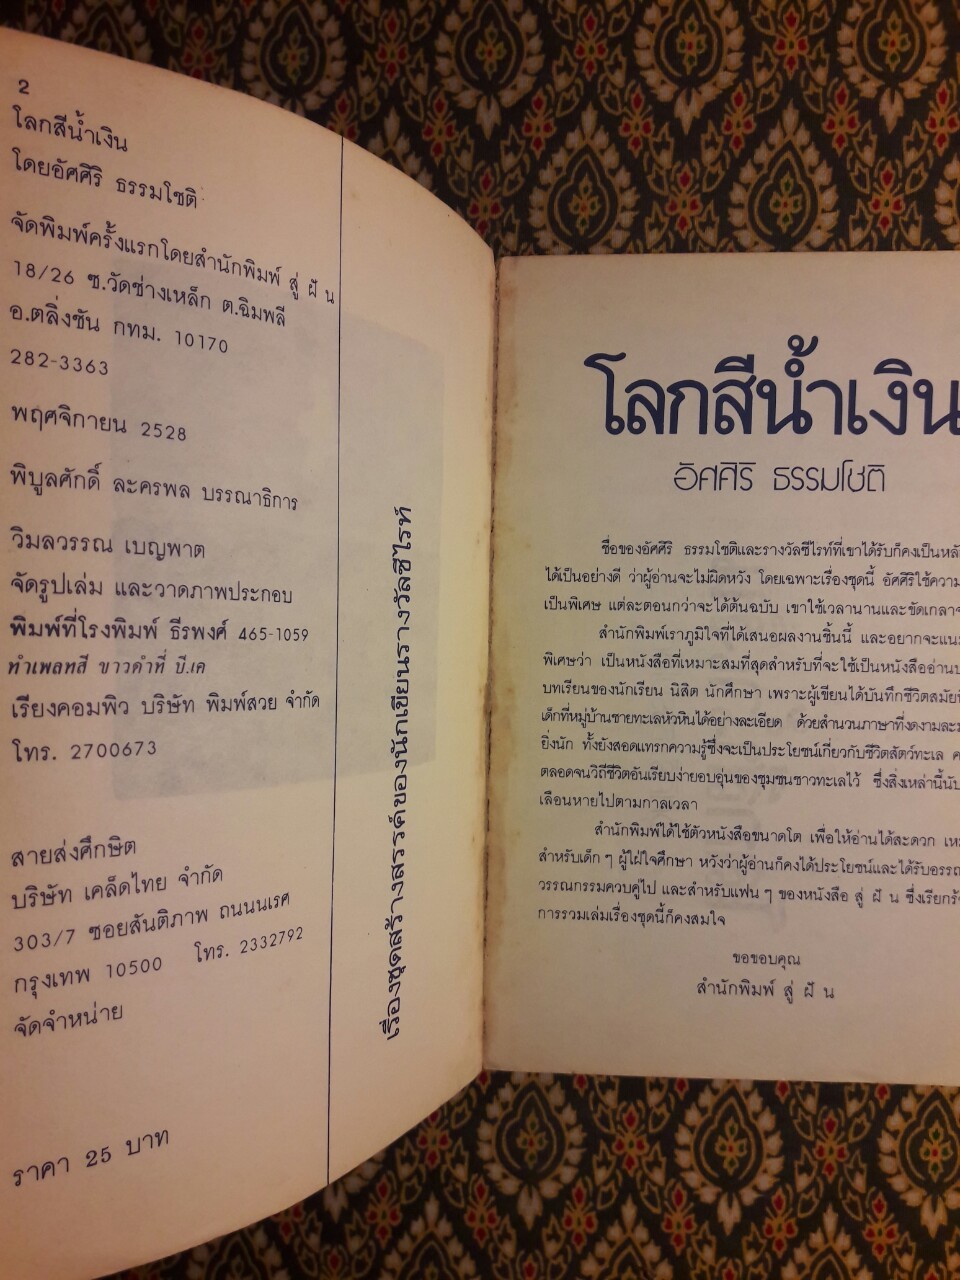 2
โลกสีน้ำเงิน
โดยอัศศิริ ธรรมโชติ
จัดพิมพ์ครั้งแรกโดยสำนักพิมพ์ สู่ ฝั น
18/26 ซ.วัดช่างเหล็ก ต.ฉิมพลี
อ.ตลิ่งชัน กทม. 10170
282-3363
พฤศจิกายน 2528
พิบูลศักดิ์ ละครพล บรรณาธิการ
วิมลวรรณ เบญพาต
จัดรูปเล่ม และวาดภาพประกอบ
พิมพ์ที่โรงพิมพ์ ธีรพงศ์ 465-1059
ทำเพลทสี ขาวดำที่ บี.เค
เรียงคอมพิว บริษัท พิมพ์สวย จำกัด
โทร. 2700673
สายส่งศึกษิต
บริษัท เคล็ดไทย จำกัด
303/7 ซอยสันติภาพ ถนนนเรศ
กรุงเทพ 10500 โทร. 2332792
จัดจำหน่าย
ราคา 25 บาท
เรื่องชุดสร้างสรรค์ของนักเขียนรางวัลซีไรท์
โลกสีน้ำเงิน
อัศศิริ ธรรมโชติ
ชื่อของอัศศิริ ธรรมโชติและรางวัลซีไรท์ที่เขาได้รับก็คงเป็น
ได้เป็นอย่างดี ว่าผู้อ่านจะไม่ผิดหวัง โดยเฉพาะเรื่องชุดนี้ อัศศิริใช้ความ
เป็นพิเศษ แต่ละตอนกว่าจะได้ต้นฉบับ เขาใช้เวลานานและขัดเกลา
สำนักพิมพ์เราภูมิใจที่ได้เสนอผลงานชิ้นนี้ และอยากจะ
พิเศษว่า เป็นหนังสือที่เหมาะสมที่สุดสำหรับที่จะใช้เป็นหนังสือ
บทเรียนของนักเรียน นิสิต นักศึกษา เพราะผู้เขียนได้บันทึกชีวิตสมัย
เด็กที่หมู่บ้านชายทะเลหัวหินได้อย่างละเอียด ด้วยสำนวนภาษาที่งดงาม
ยิ่งนัก ทั้งยังสอดแทรกความรู้ซึ่งจะเป็นประโยชน์เกี่ยวกับชีวิตสัตว์ทะเล
ตลอดจนวิถีชีวิตอันเรียบง่ายอบอุ่นของชุมชนชาวทะเลไว้ ซึ่งสิ่งเหล่านี้
เลือนหายไปตามกาลเวลา
สำนักพิมพ์ได้ใช้ตัวหนังสือขนาดโต เพื่อให้อ่านได้สะดวก
สำหรับเด็ก ๆ ผู้ใฝ่ใจศึกษา หวังว่าผู้อ่านก็คงได้ประโยชน์และได้รับ
วรรณกรรมควบคู่ไป และสำหรับแฟน ๆ ของหนังสือ สู่ ฝั น ซึ่ง
การรวมเล่มเรื่องชุดนี้ก็คงสมใจ
ขอขอบคุณ
สำนักพิมพ์ สู่ ฝั น